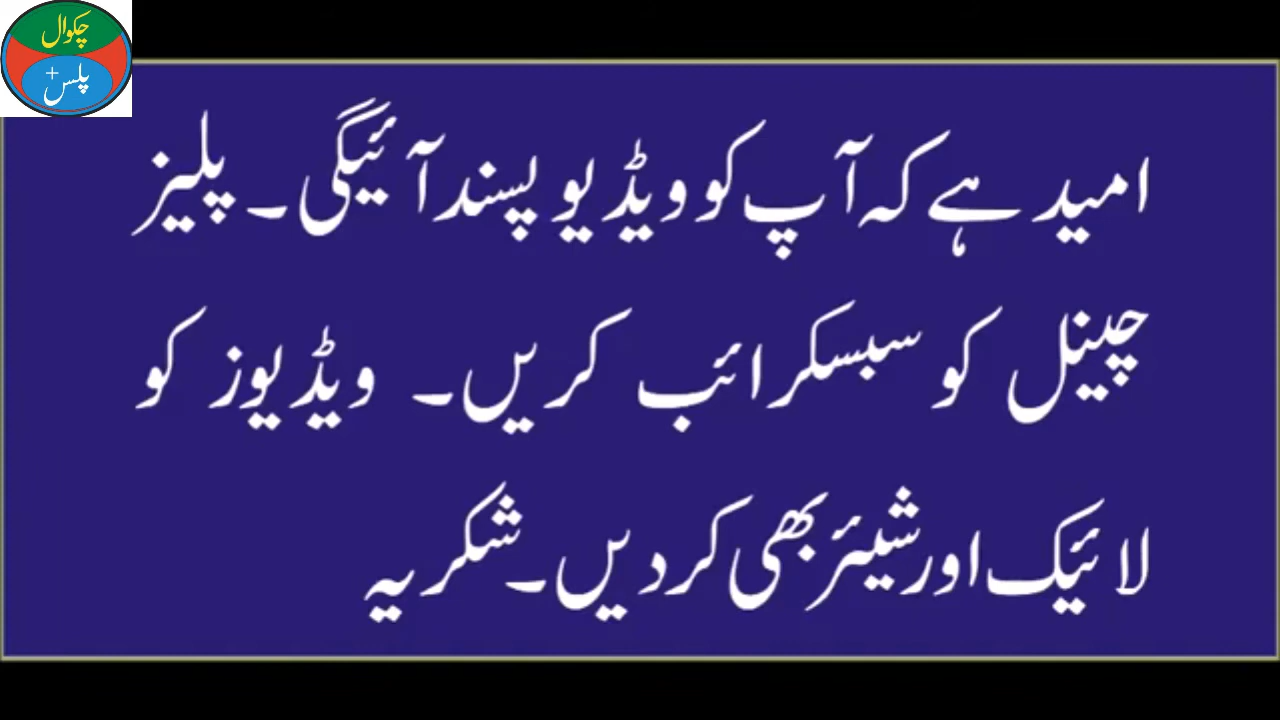 چکوال
پلس+
امید ہے کہ آپ کو ویڈیو پسند آئیگی۔ پلیز
چینل کو سبسکرائب کریں۔ ویڈیوز کو
لائیک اور شیئر بھی کر دیں۔ شکریہ